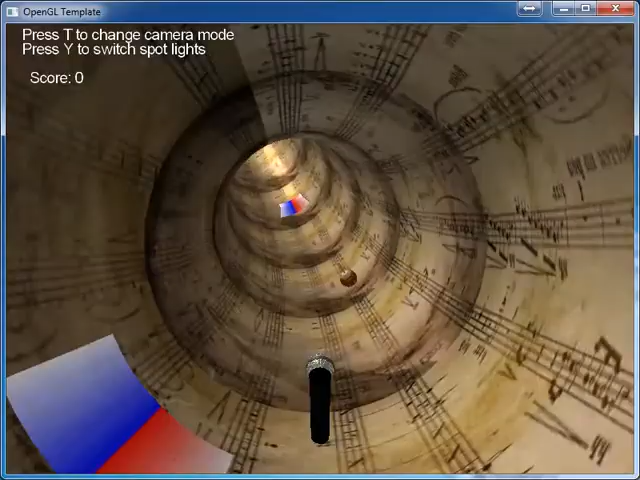 OpenGL Template
Press T to change camera mode
Press Y to switch spot lights
Score: 0